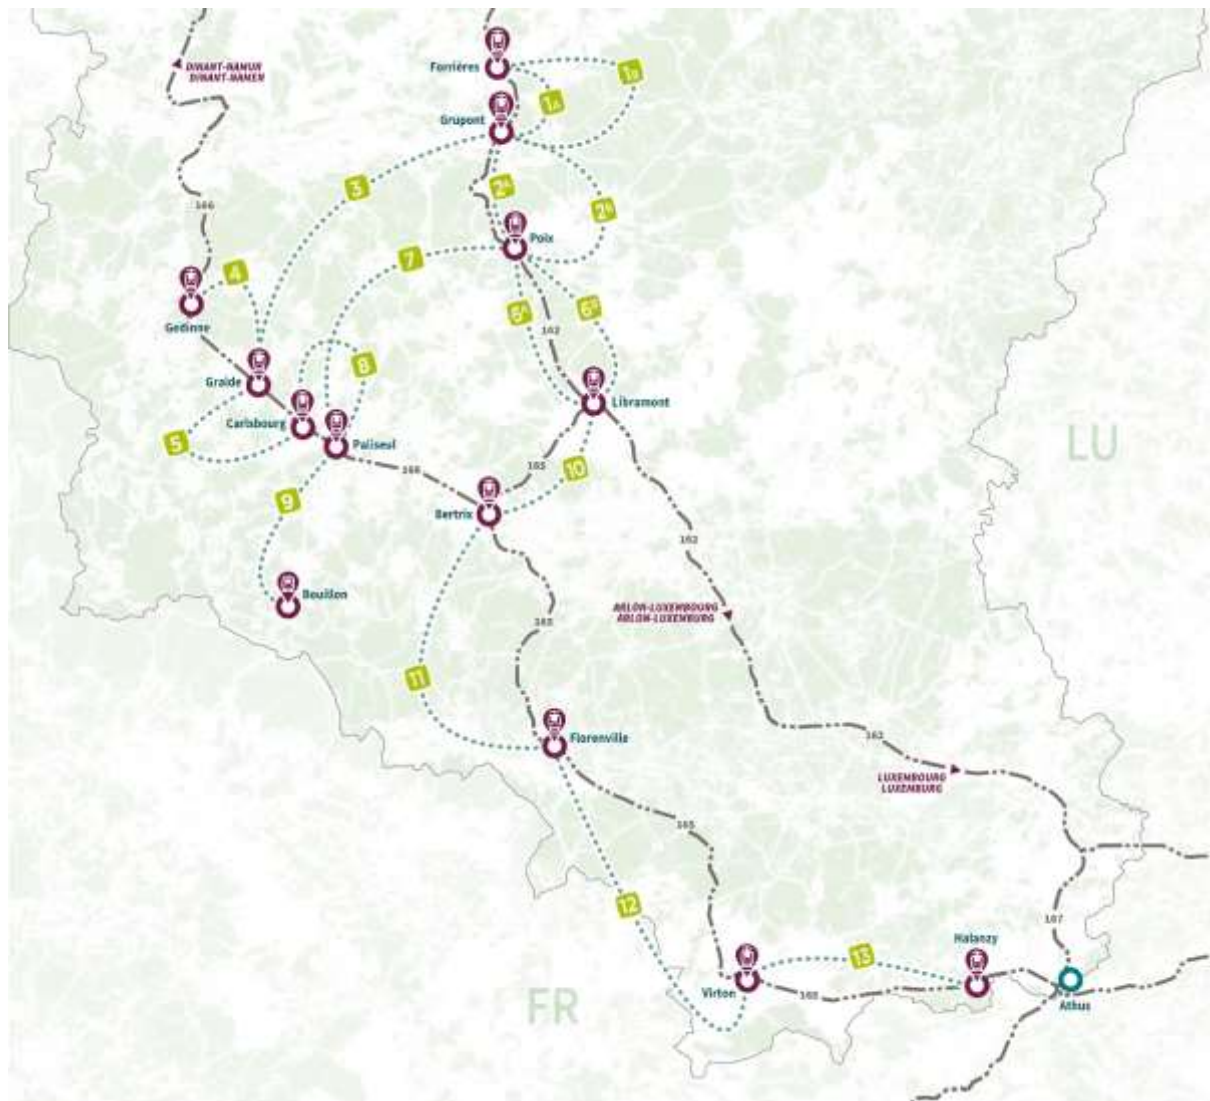 DINANT-NAMUR
DINANT-NAMEN
Forrières
1B
1A
Grupont
3
2A
2B
166
Poix
7
4
Gedinne
6A
6B
162
8
Graide
Libramont
Carlsbourg
5
Paliseul
LU
166
165
10
9
Bertrix
162
Bouillon
ARLON-LUXEMBOURG
ARLON-LUXEMBURG
165
11
Florenville
162
LUXEMBOURG
LUXEMBURG
165
12
167
Halanzy
13
Virton
165
FR
Athus